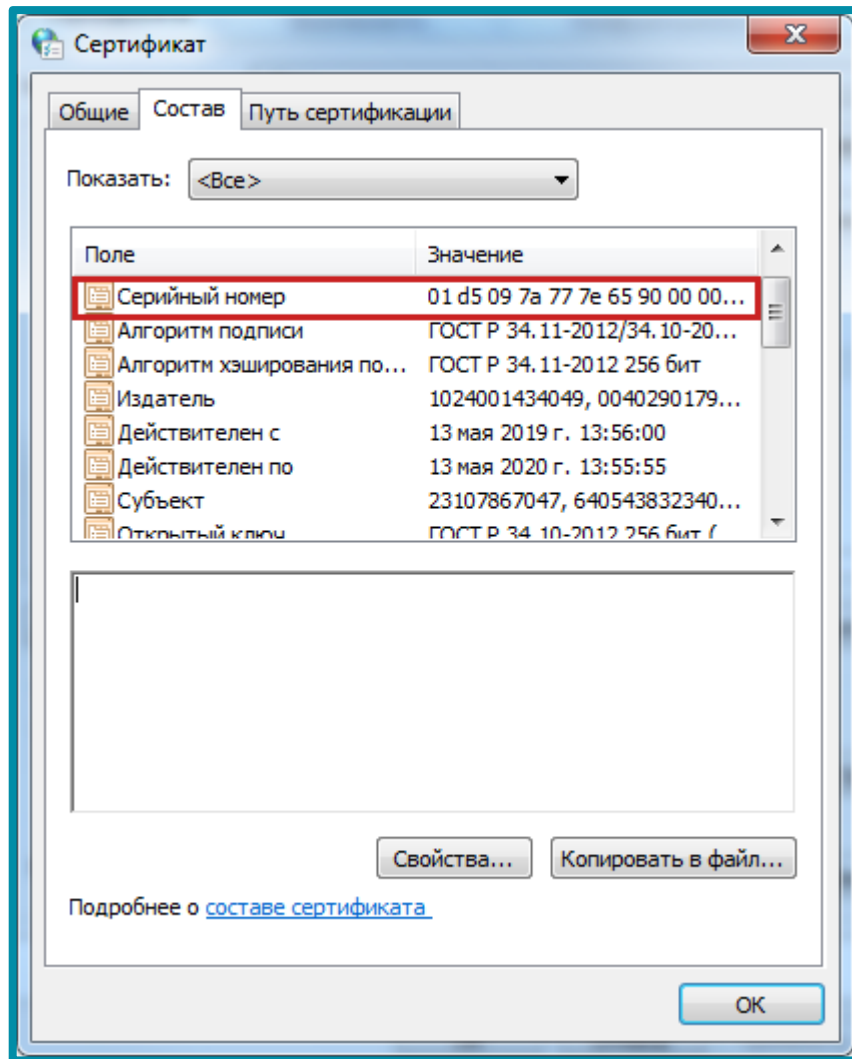 Сертификат
Общие Состав Путь сертификации
Показать: <Все>
Поле Значение
Серийный номер 01 d5 09 7a 77 7e 65 90 00 00...
Алгоритм подписи ГОСТ Р 34.11-2012/34.10-20...
Алгоритм хэширования по... ГОСТ Р 34.11-2012 256 бит
Издатель 1024001434049, 0040290179...
Действителен с 13 мая 2019 г. 13:56:00
Действителен по 13 мая 2020 г. 13:55:55
Субъект 23107867047, 640543832340...
Открытый ключ ГОСТ Р 34.10-2012 256 бит (
Свойства... Копировать в файл...
Подробнее о составе сертификата
ОК